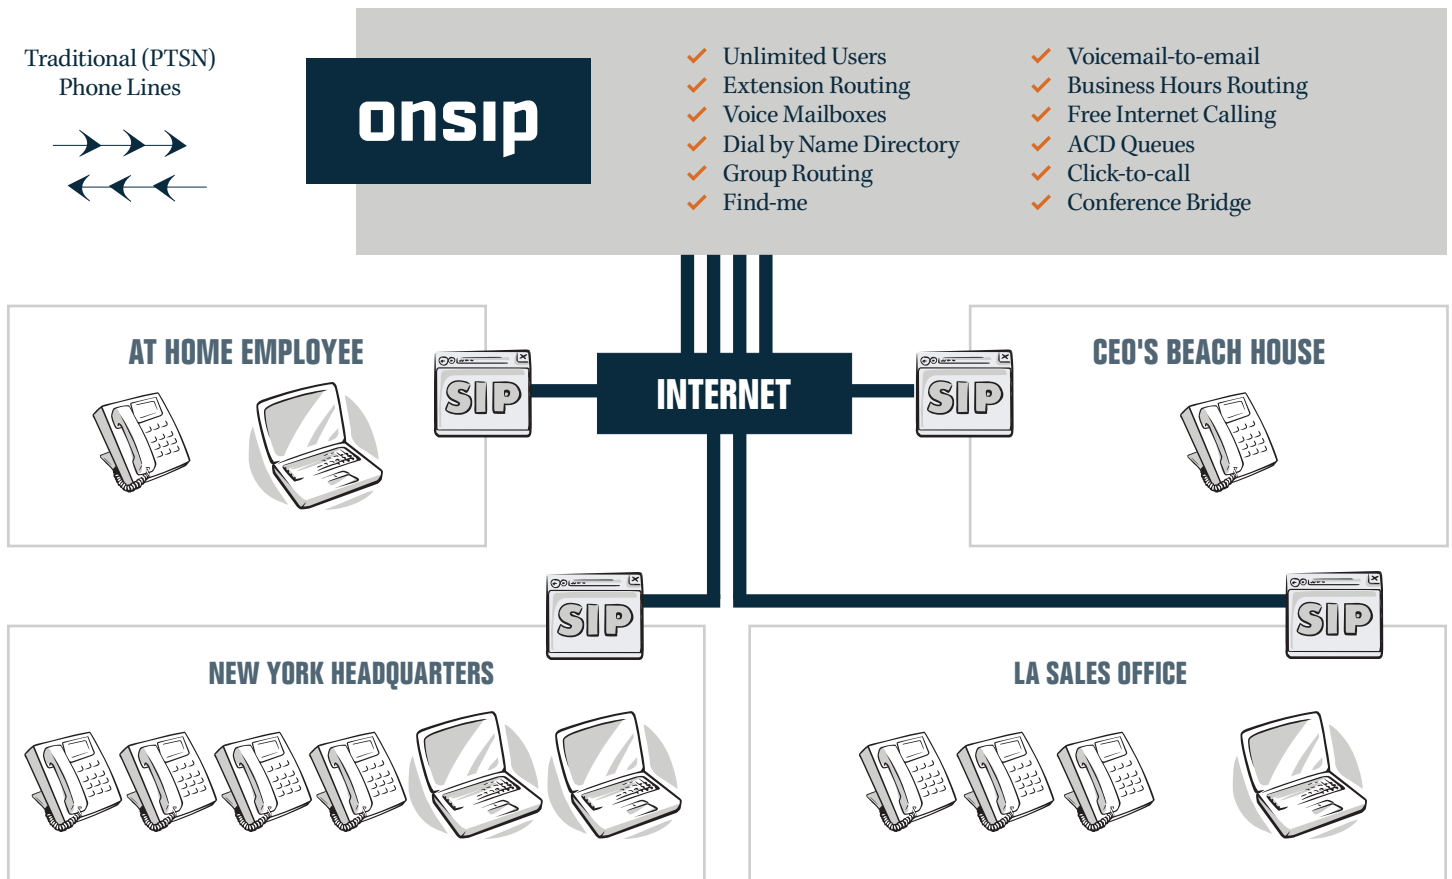 Traditional (PTSN)
Phone Lines
onsip
Unlimited Users
Extension Routing
Voice Mailboxes
Dial by Name Directory
Group Routing
Find-me
Voicemail-to-email
Business Hours Routing
Free Internet Calling
ACD Queues
Click-to-call
Conference Bridge
AT HOME EMPLOYEE
SIP
INTERNET
SIP
CEO'S BEACH HOUSE
SIP
SIP
NEW YORK HEADQUARTERS
LA SALES OFFICE